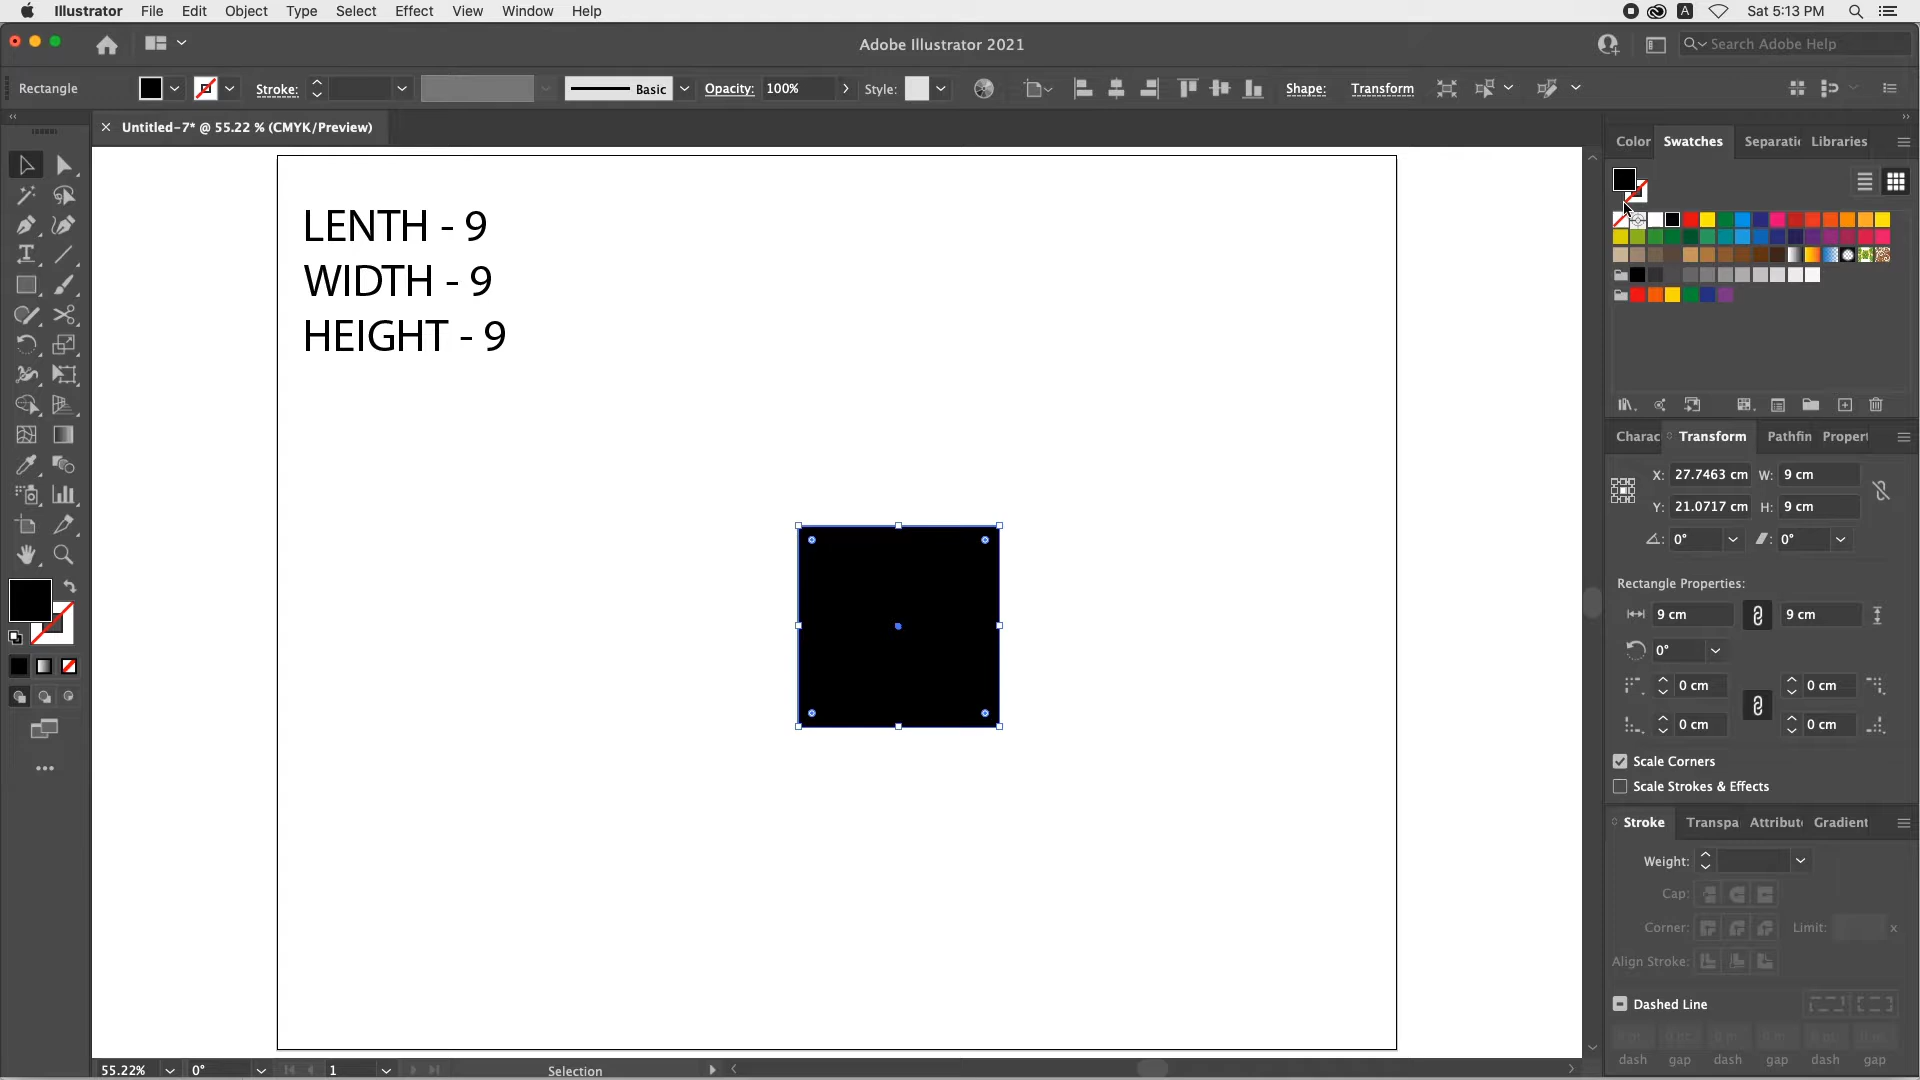 Illustrator File Edit Object Type Select Effect View Window Help
A Sat 5:13 PM
Adobe Illustrator 2021
Search Adobe Help
Rectangle Stroke: Basic Opacity: 100% Style: Shape: Transform
Untitled-7* @ 55.22 % (CMYK/Preview)
Color Swatches Separatio Libraries
LENTH - 9
WIDTH - 9
HEIGHT - 9
Charac Transform Pathfin Propert
X: 27.7463 cm W: 9 cm
Y: 21.0717 cm H: 9 cm
0° 0°
Rectangle Properties:
9 cm 9 cm
0°
0 cm 0 cm
0 cm 0 cm
Scale Corners
Scale Strokes & Effects
Stroke Transpa Attribut Gradient
Weight:
Cap:
Corner: Limit: x
Align Stroke:
Dashed Line
dash gap dash gap dash gap
55.22% 0° 1 Selection